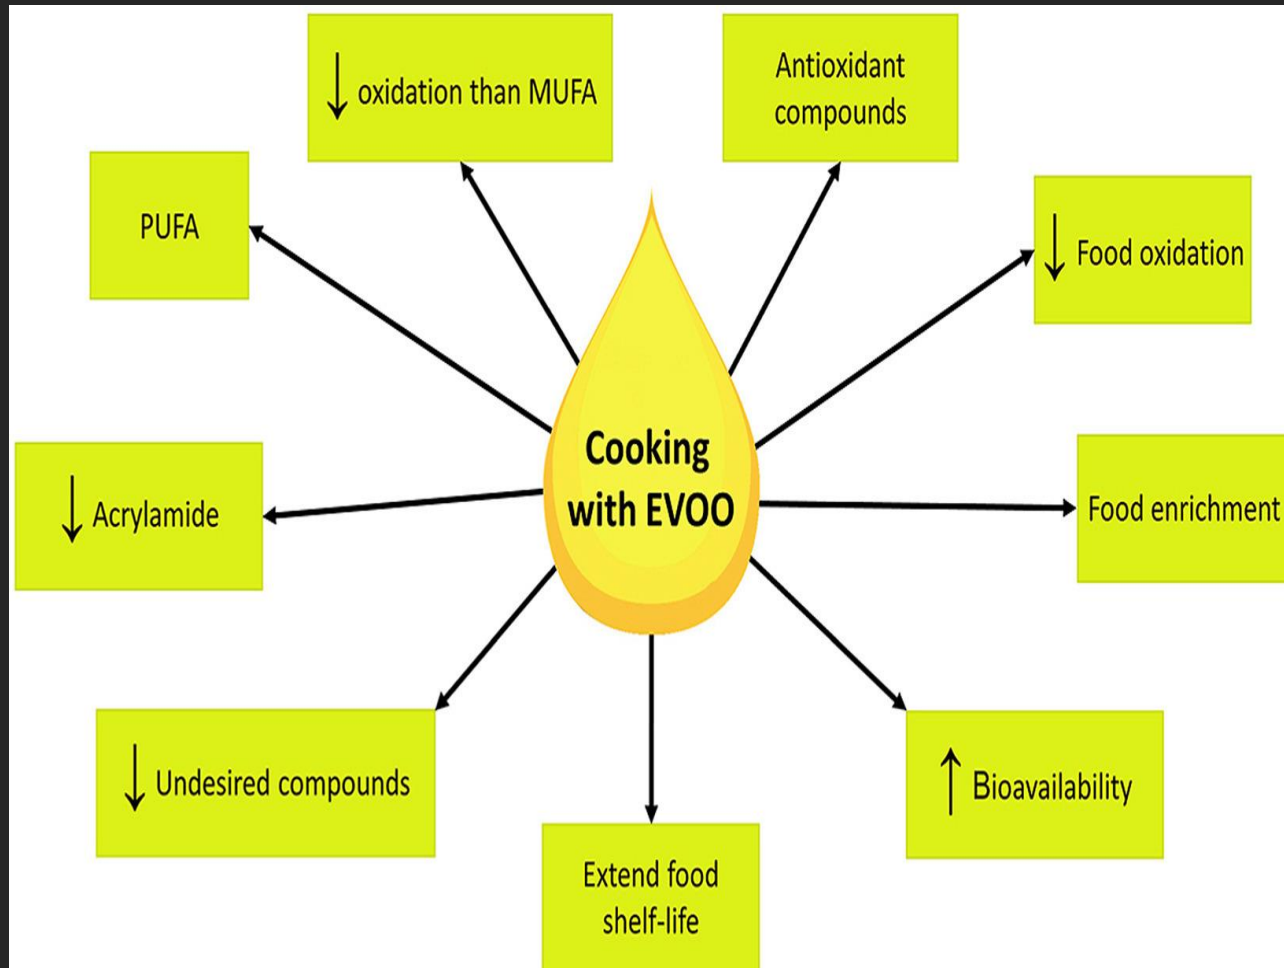 ↓ oxidation than MUFA
Antioxidant
compounds
PUFA
↓ Food oxidation
Cooking
with EVOO
↓ Acrylamide
Food enrichment
↓ Undesired compounds
↑ Bioavailability
Extend food
shelf-life